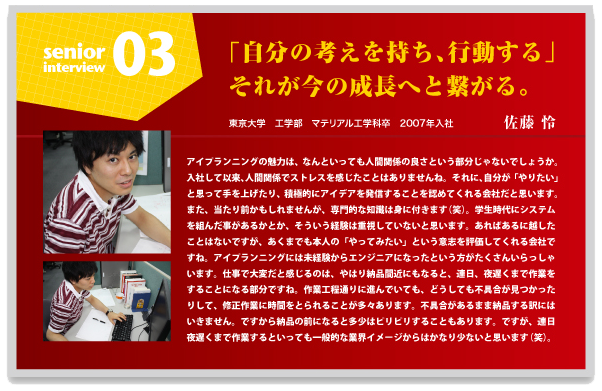 senior
interview
03
「自分の考えを持ち、行動する」
それが今の成長へと繋がる。
東京大学 工学部 マテリアル工学科卒 2007年入社 佐藤 怜
アイプランニングの魅力は、なんといっても人間関係の良さという部分じゃないでしょうか。
入社して以来、人間関係でストレスを感じたことはありませんね。それに、自分が「やりたい」
と思って手を上げたり、積極的にアイデアを発信することを認めてくれる会社だと思います。
また、当たり前かもしれませんが、専門的な知識は身に付きます(笑)。学生時代にシステム
を組んだ事があるかとか、そういう経験は重視していないと思います。あればあるに越した
ことはないですが、あくまでも本人の「やってみたい」という意志を評価してくれる会社で
すね。アイプランニングには未経験からエンジニアになったという方がたくさんいらっしゃ
います。仕事で大変だと感じるのは、やはり納品間近にもなると、連日、夜遅くまで作業を
することになる部分ですね。作業工程通りに進んでいても、どうしても不具合が見つかった
りして、修正作業に時間をとられることが多々あります。不具合があるまま納品する訳には
いきません。ですから納品の前になると多少はピリピリすることもあります。ですが、連日
夜遅くまで作業するといっても一般的な業界イメージからはかなり少ないと思います(笑)。